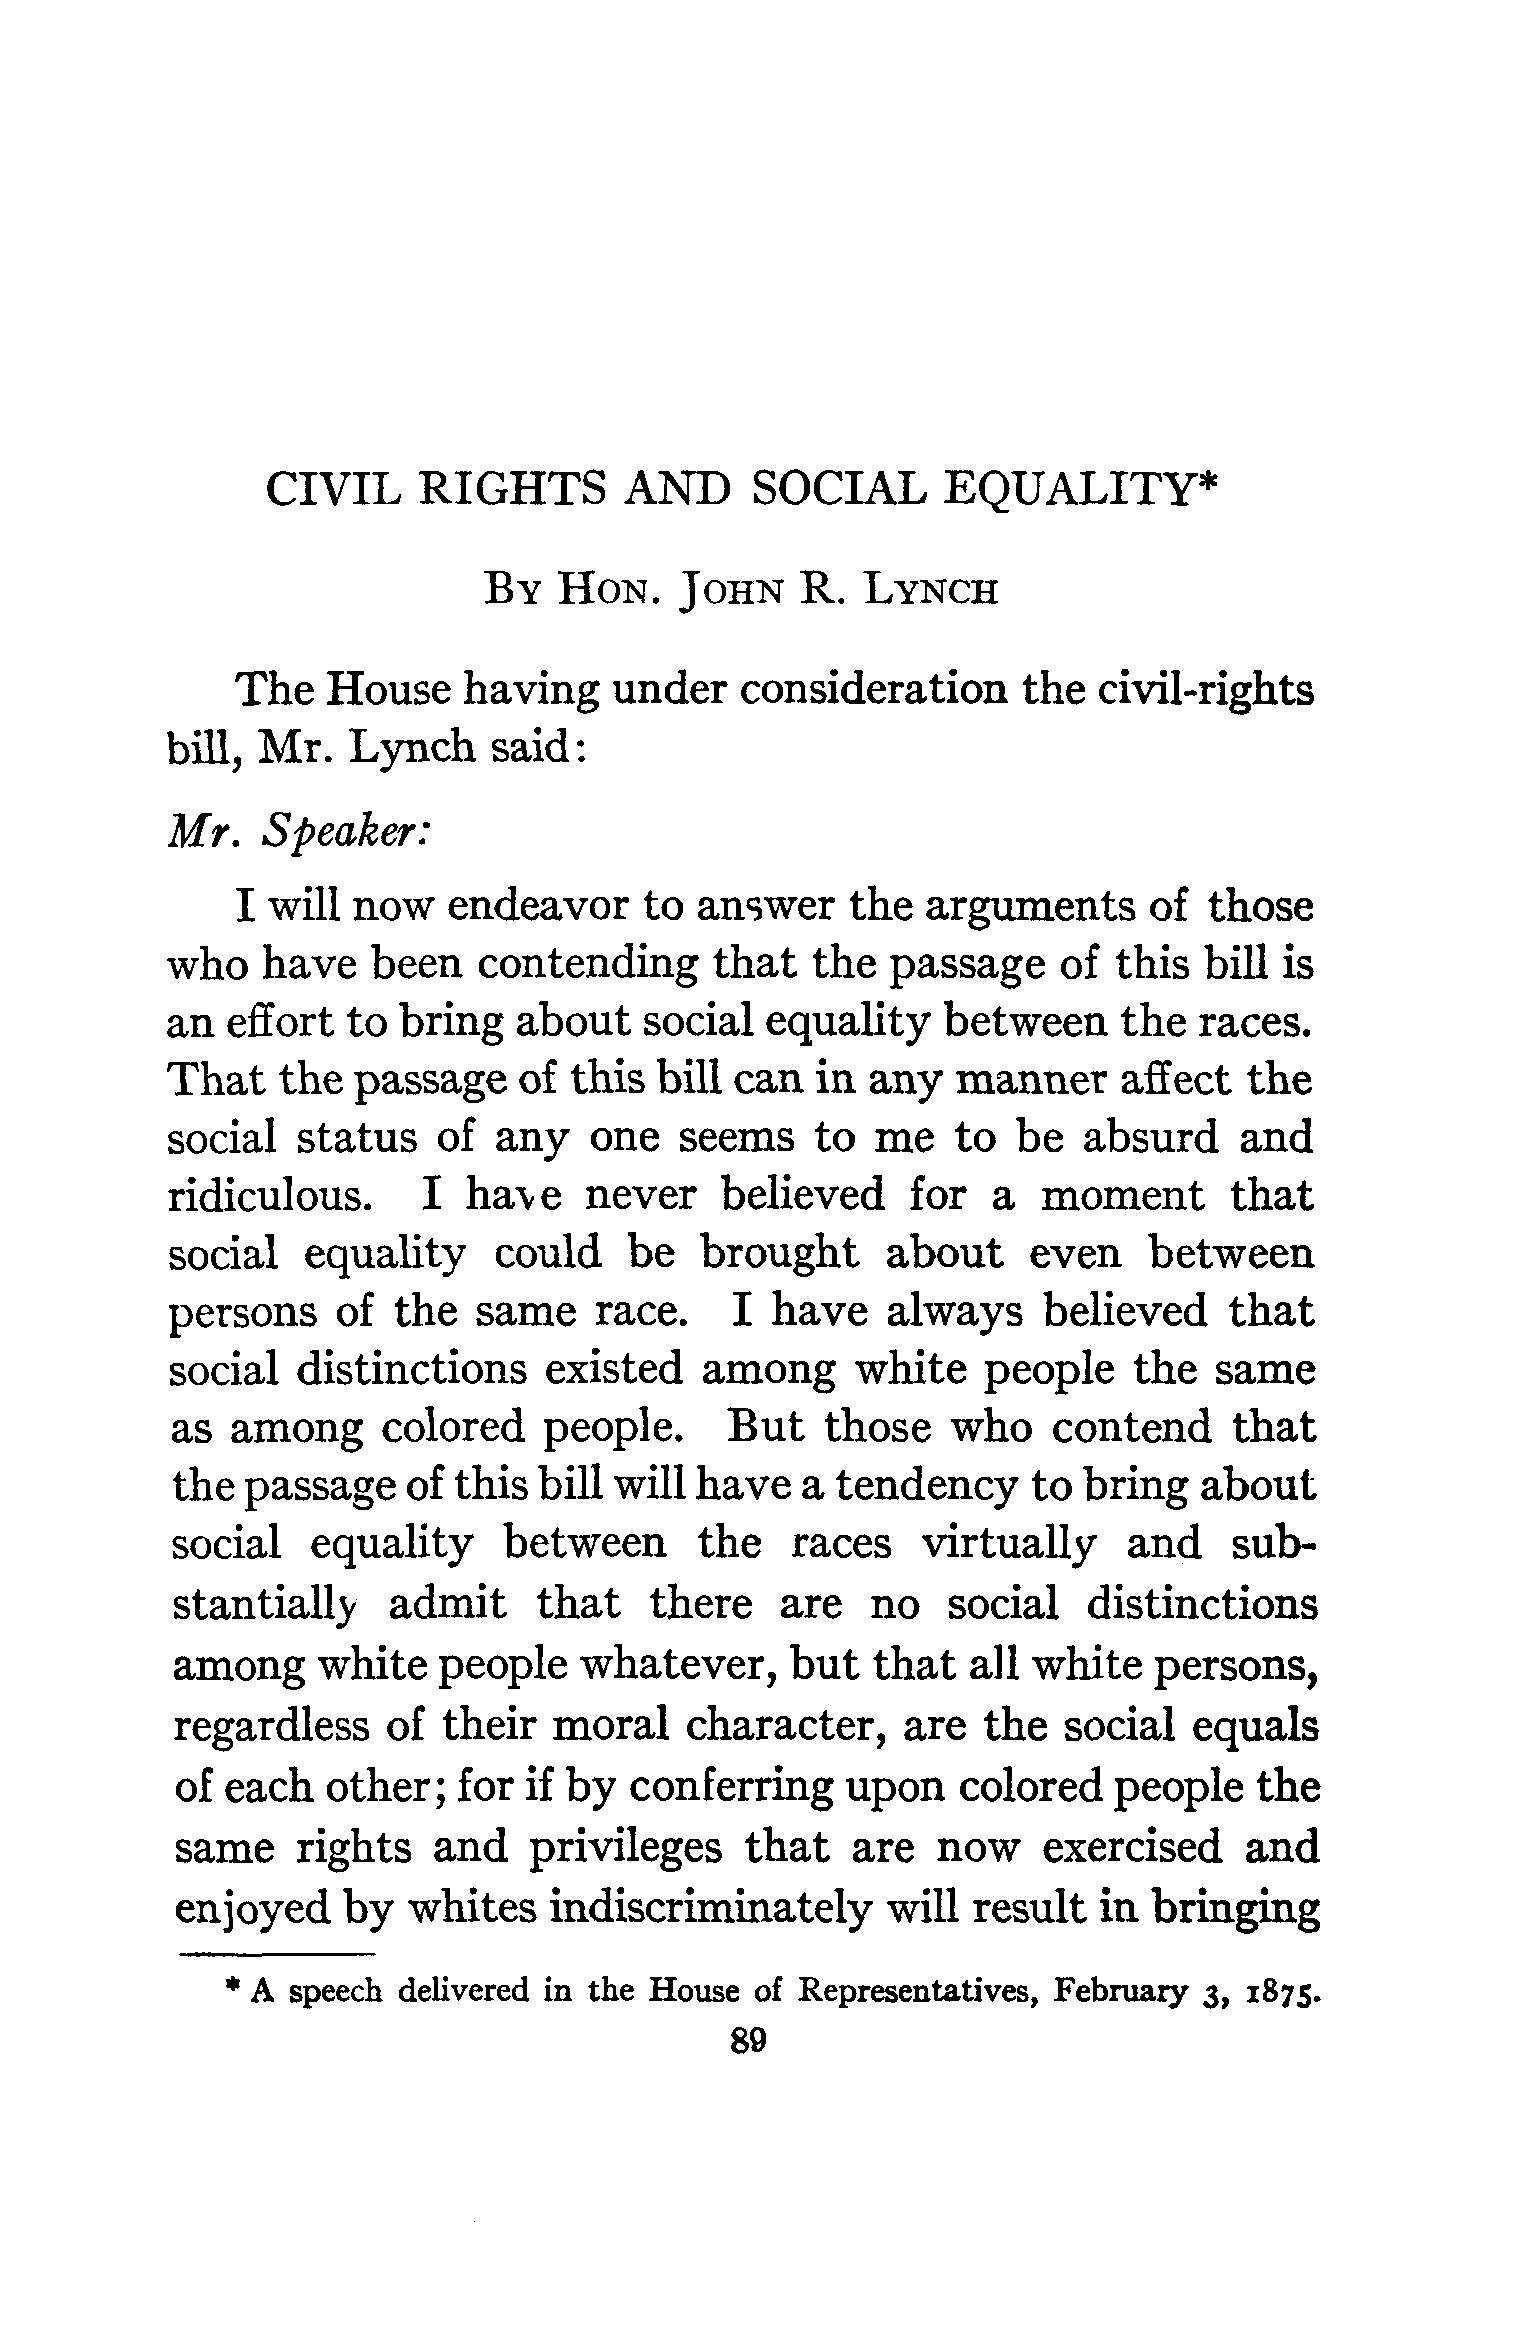 CIVIL RIGHTS AND SOCIAL EQUALITY*
By Hon. John R. Lynch
The House having under consideration the civil-rights
bill, Mr. Lynch said:
Mr. Speaker:
I will now endeavor to answer the arguments of those
who have been contending that the passage of this bill is
an effort to bring about social equality between the races.
That the passage of this bill can in any manner affect the
social status of any one seems to me to be absurd and
ridiculous. I have never believed for a moment that
social equality could be brought about even between
persons of the same race. I have always believed that
social distinctions existed among white people the same
as among colored people. But those who contend that
the passage of this bill will have a tendency to bring about
social equality between the races virtually and sub-
stantially admit that there are no social distinctions
among white people whatever, but that all white persons,
regardless of their moral character, are the social equals
of each other; for if by conferring upon colored people the
same rights and privileges that are now exercised and
enjoyed by whites indiscriminately will result in bringing
* A speech delivered in the House of Representatives, February 3, 1875.
89